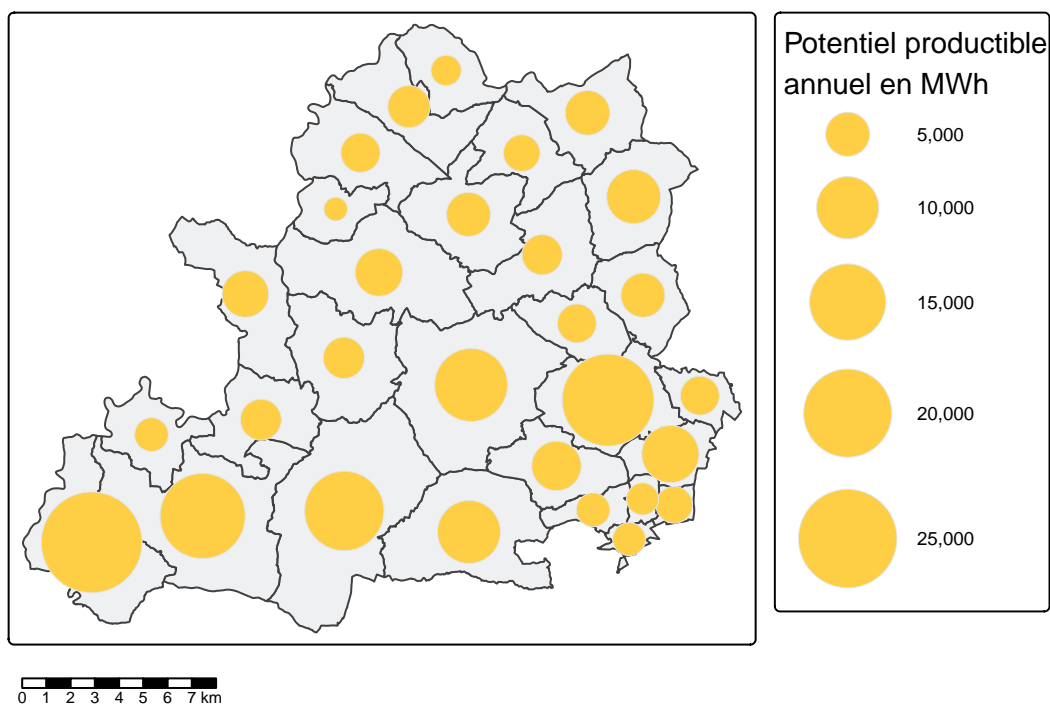 Potentiel productible
annuel en MWh
5,000
10,000
15,000
20,000
25,000
0 1 2 3 4 5 6 7 km